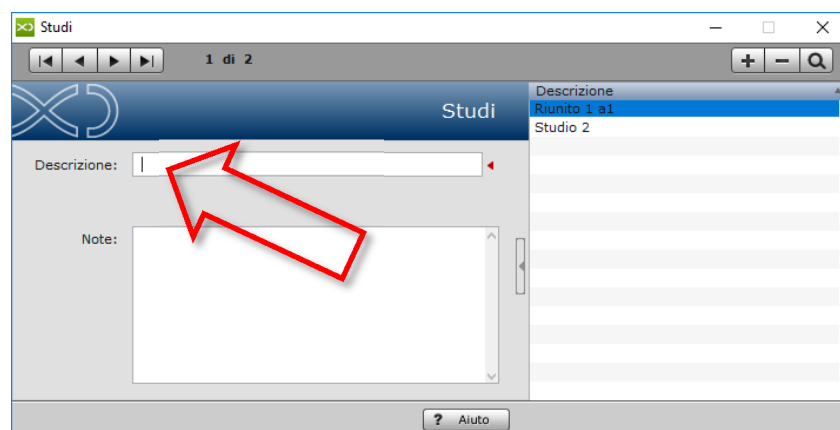 Studi
1 di 2
Studi
Descrizione:
Note:
Descrizione
Riunito 1 a1
Studio 2
? Aiuto